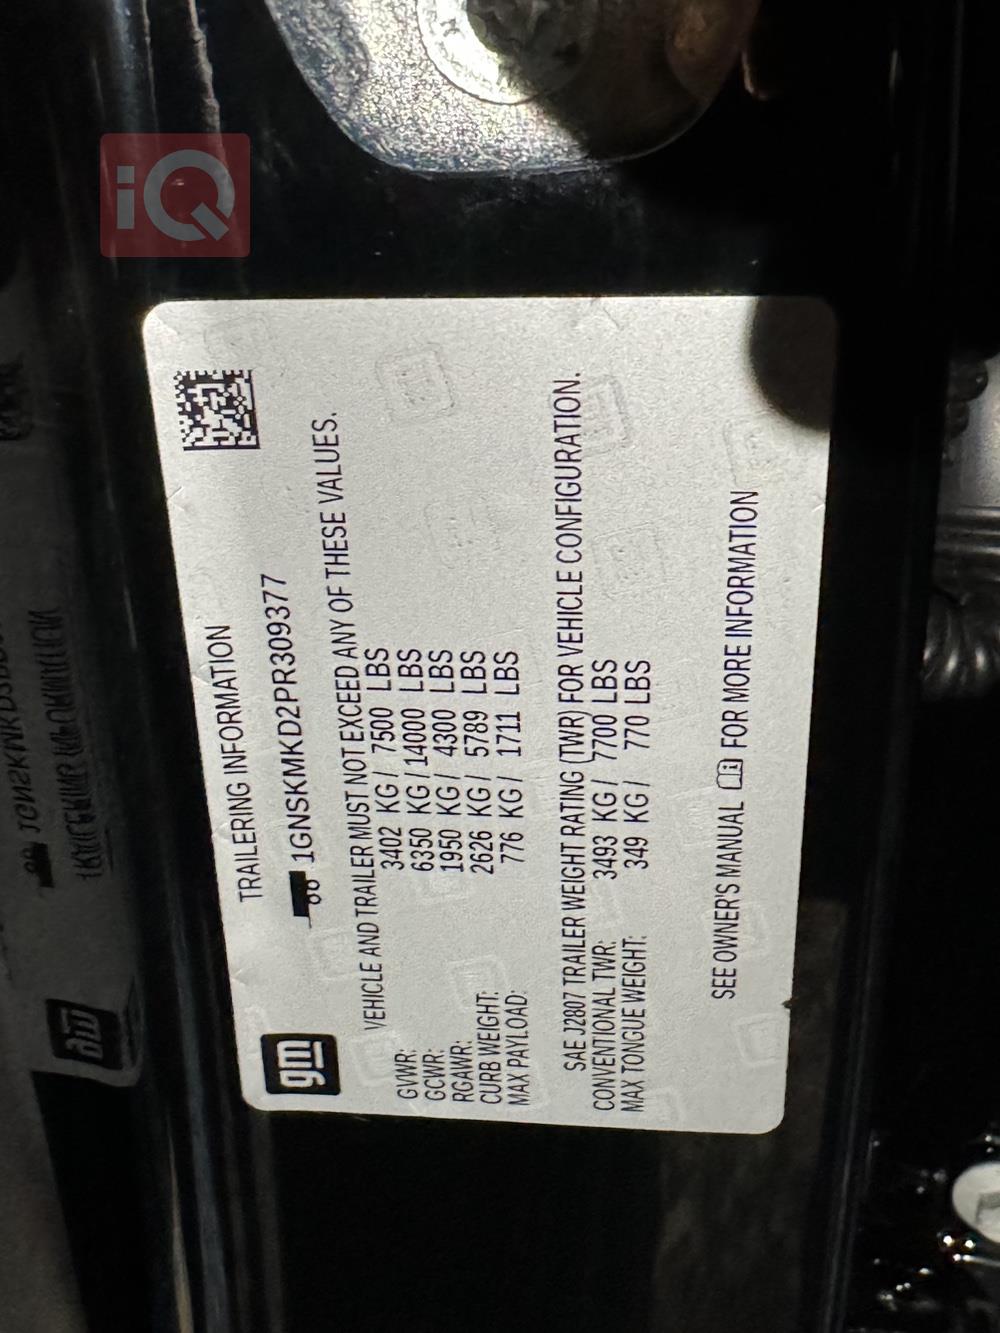 iQ
TRAILERING INFORMATION
1GNSKMKD2PR309377
gm
VEHICLE AND TRAILER MUST NOT EXCEED ANY OF THESE VALUES.
GVWR: 3402 KG / 7500 LBS
GCWR: 6350 KG / 14000 LBS
RGAWR: 1950 KG / 4300 LBS
CURB WEIGHT: 2626 KG / 5789 LBS
MAX PAYLOAD: 776 KG / 1711 LBS
SAE J2807 TRAILER WEIGHT RATING (TWR) FOR VEHICLE CONFIGURATION.
CONVENTIONAL TWR: 3493 KG / 7700 LBS
MAX TONGUE WEIGHT: 349 KG / 770 LBS
SEE OWNER'S MANUAL FOR MORE INFORMATION